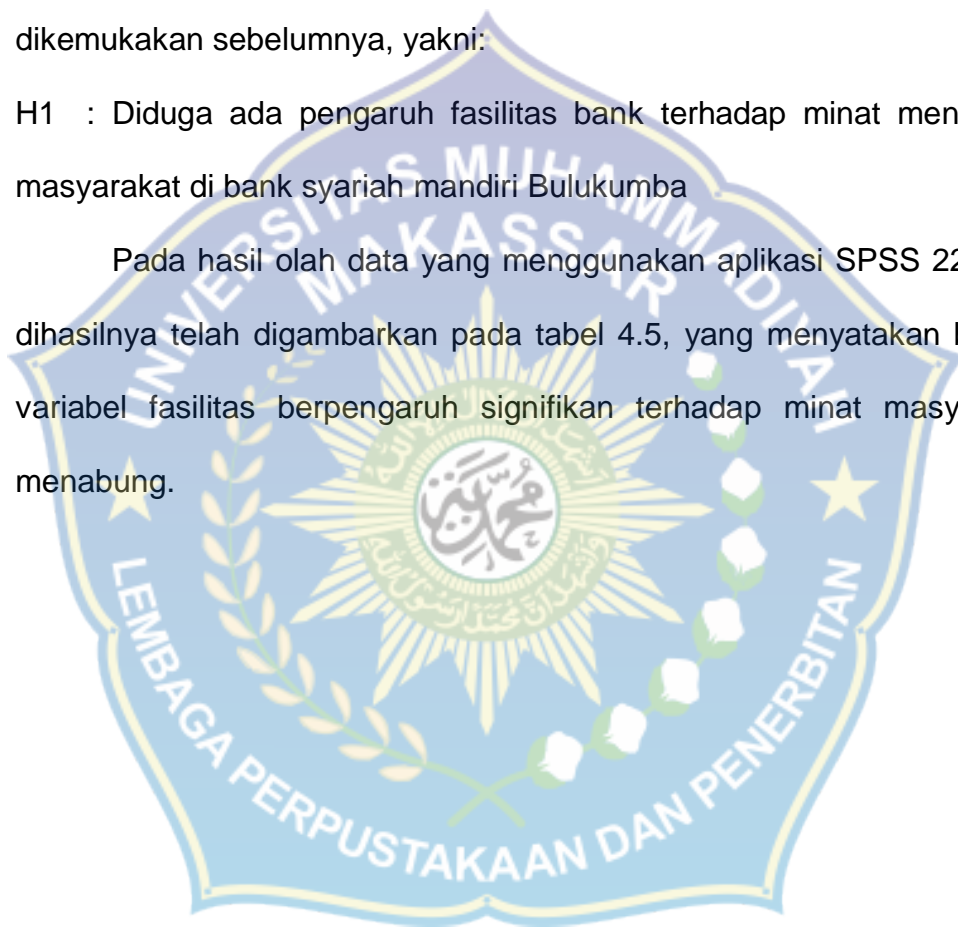 dikemukakan sebelumnya, yakni:
H1 : Diduga ada pengaruh fasilitas bank terhadap minat men
masyarakat di bank syariah mandiri Bulukumba
Pada hasil olah data yang menggunakan aplikasi SPSS 22
dihasilnya telah digambarkan pada tabel 4.5, yang menyatakan
variabel fasilitas berpengaruh signifikan terhadap minat masy
menabung.
UNIVERSITAS MUHAMMADIYAH
MAKASSAR
LEMBAGA PERPUSTAKAAN DAN PENERBITAN